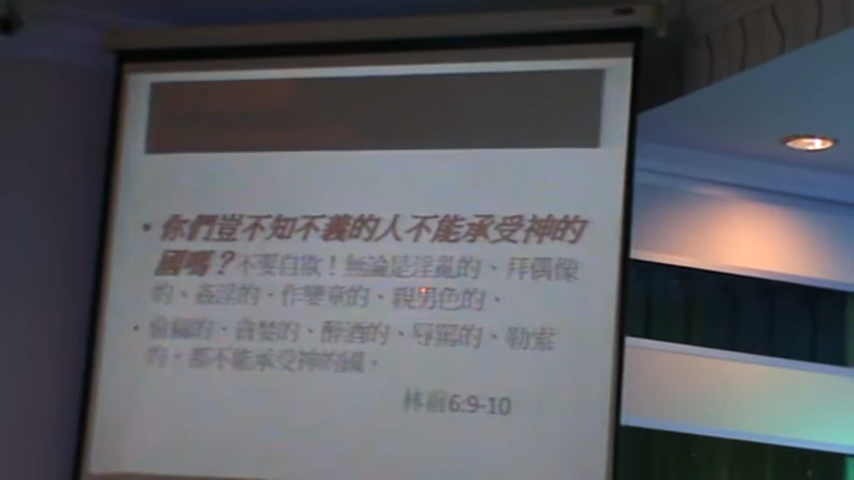 • 你們豈不知不義的人不能承受神的
國嗎？不要自欺！無論是淫亂的、拜偶像
的、姦淫的、作孌童的、親男色的、
• 偷竊的、貪婪的、醉酒的、辱罵的、勒索
的，都不能承受神的國。
林前6:9-10